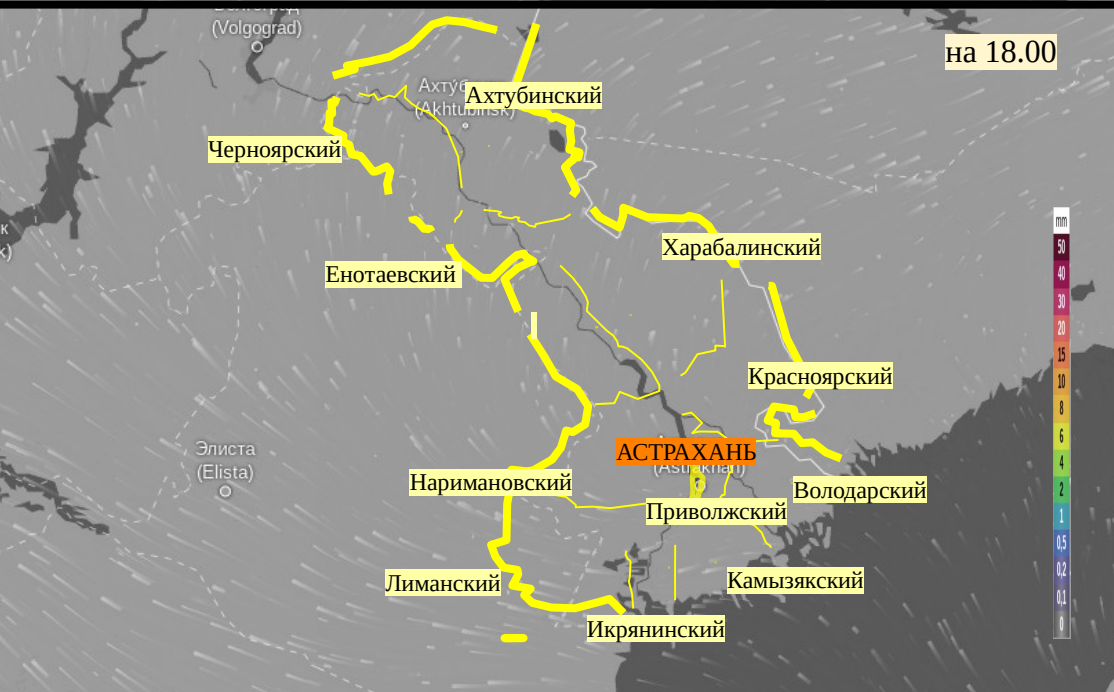 (Volgograd)
на 18.00
Ахту
Ахтубинский
(Akhtubinsk)
Черноярский
Харабалинский
Енотаевский
mm
50
40
30
20
15
10
8
6
4
2
1
0,5
0,2
0,1
0
Красноярский
Элиста
(Elista)
АСТРАХАНЬ
(Astrakhan)
Наримановский
Володарский
Приволжский
Лиманский
Камызякский
Икрянинский